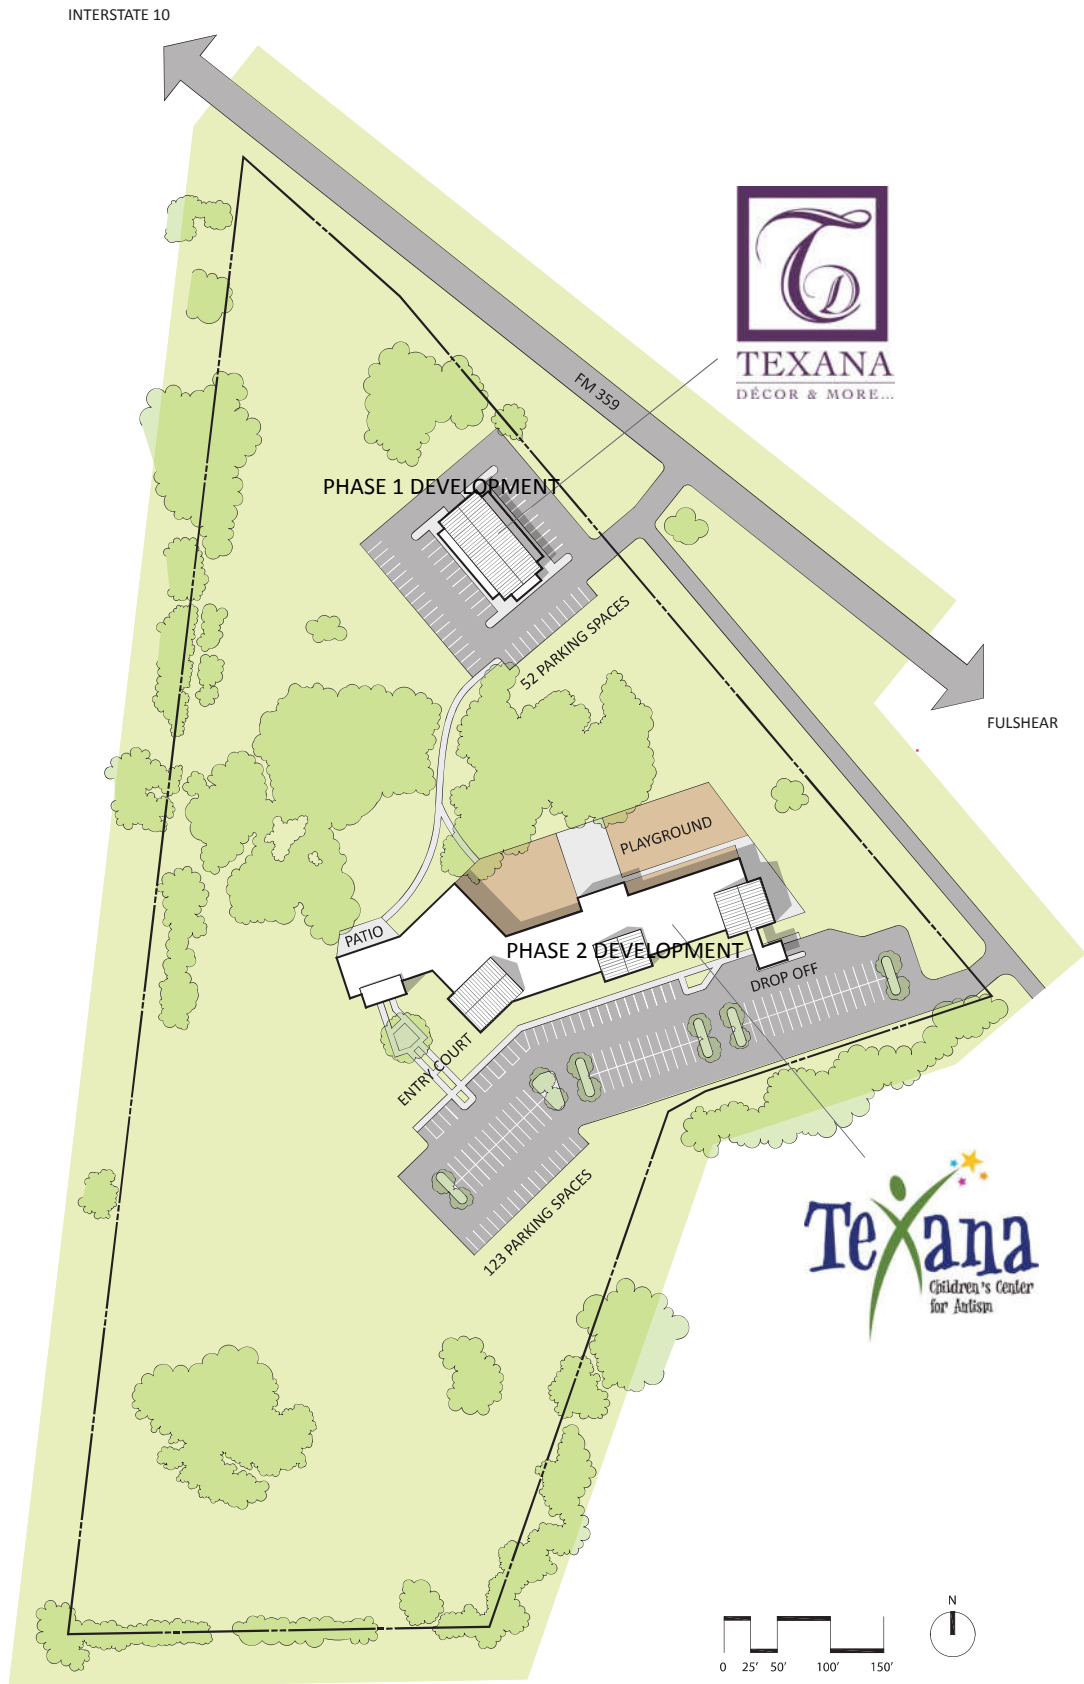 INTERSTATE 10
TEXANA
DÉCOR & MORE...
FM 359
PHASE 1 DEVELOPMENT
52 PARKING SPACES
FULSHEAR
PLAYGROUND
PATIO
PHASE 2 DEVELOPMENT
DROP OFF
ENTRY COURT
123 PARKING SPACES
Texana
Children's Center
for Autism
N
0 25' 50' 100' 150'